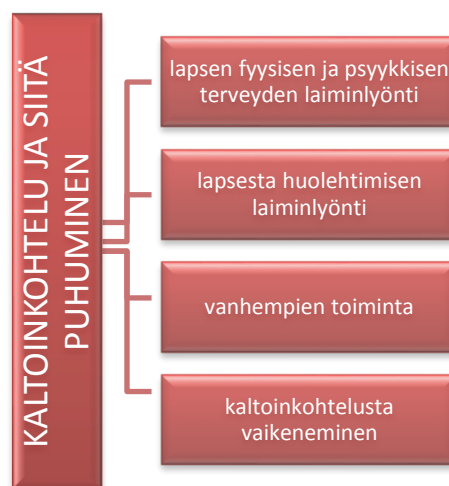 KALTOINKOHTELU JA SIITÄ
PUHUMINEN
lapsen fyysisen ja psyykkisen
terveyden laiminlyönti
lapsesta huolehtimisen
laiminlyönti
vanhempien toiminta
kaltoinkohtelusta
vaikeneminen